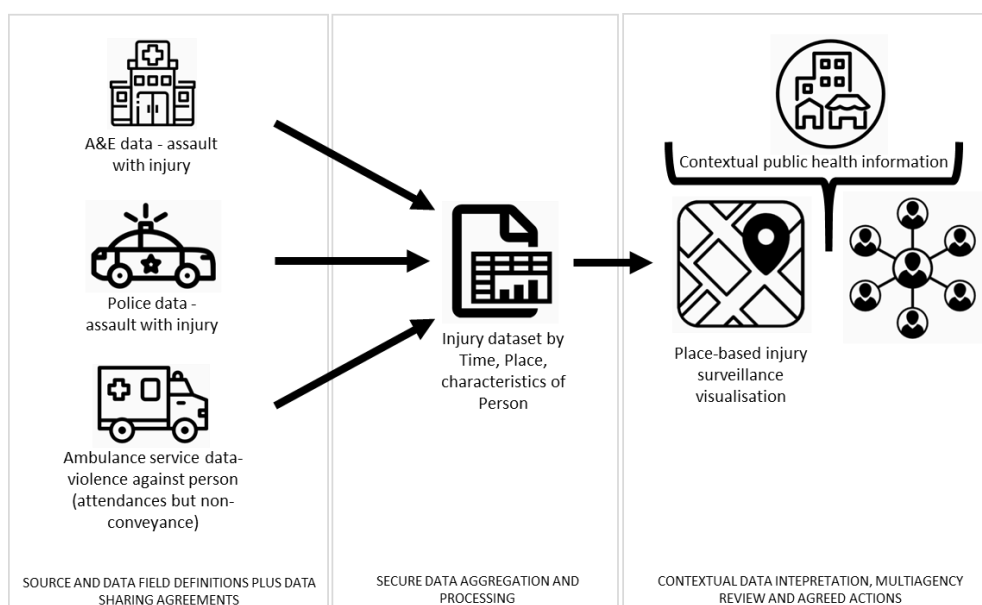 A&E data - assault
with injury
Police data -
assault with injury
Ambulance service data-
violence against person
(attendances but non-
conveyance)
SOURCE AND DATA FIELD DEFINITIONS PLUS DATA
SHARING AGREEMENTS
Injury dataset by
Time, Place,
characteristics of
Person
SECURE DATA AGGREGATION AND
PROCESSING
Contextual public health information
Place-based injury
surveillance
visualisation
CONTEXTUAL DATA INTEPRETATION, MULTIAGENCY
REVIEW AND AGREED ACTIONS